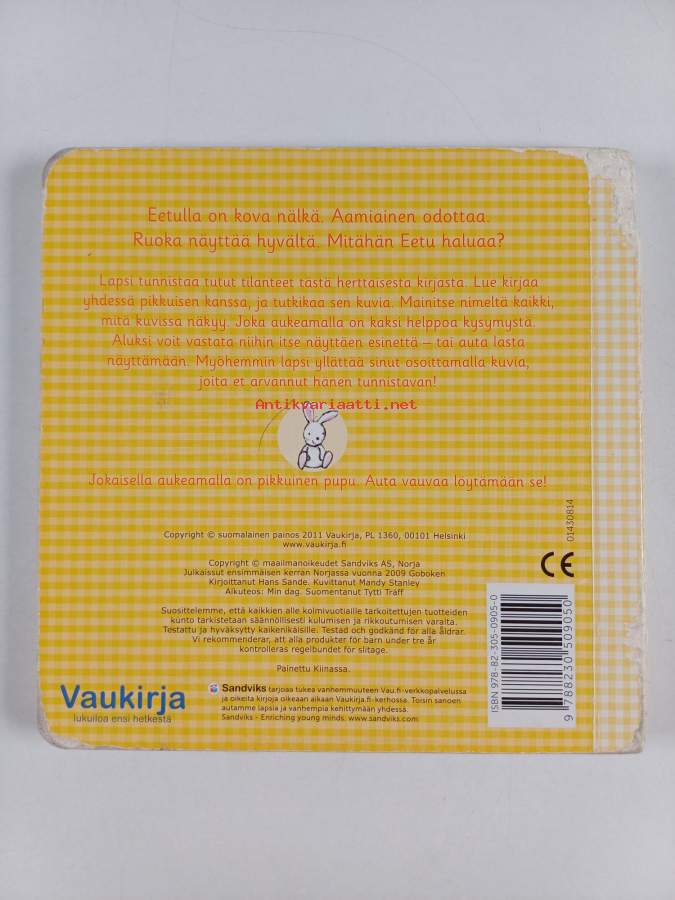 Eetulla on kova nälkä. Aamiainen odottaa.
Ruoka näyttää hyvältä. Mitähän Eetu haluaa?
Lapsi tunnistaa tutut tilanteet tästä herttaisesta kirjasta. Lue kirjaa
yhdessä pikkuisen kanssa, ja tutkikaa sen kuvia. Mainitse nimeltä kaikki,
mitä kuvissa näkyy. Joka aukeamalla on kaksi helppoa kysymystä.
Aluksi voit vastata niihin itse näyttäen esinettä – tai auta lasta
näyttämään. Myöhemmin lapsi yllättää sinut osoittamalla kuvia,
joita et arvannut hänen tunnistavan!
Antikvariaatti.net
Jokaisella aukeamalla on pikkuinen pupu. Auta vauvaa löytämään se!
Copyright © suomalainen painos 2011 Vaukirja, PL 1360, 00101 Helsinki
www.vaukirja.fi
Copyright © maailmanoikeudet Sandviks AS, Norja
Julkaissut ensimmäisen kerran Norjassa vuonna 2009 Goboken
Kirjoittanut Hans Sande. Kuvittanut Mandy Stanley
Alkuteos: Min dag. Suomentanut Tytti Träff
Suosittelemme, että kaikkien alle kolmivuotiaille tarkoitettujen tuotteiden
kunto tarkistetaan säännöllisesti kulumisen ja rikkoutumisen varalta.
Testattu ja hyväksytty kaikenikäisille. Testad och godkänd för alla åldrar.
Vi rekommenderar, att alla produkter för barn under tre år
kontrolleras regelbundet för slitage.
Painettu Kiinassa.
01430814
CE
ISBN 978-82-305-0905-0
9 788230 509050
Vaukirja
lukuiloa ensi hetkestä
Sandviks tarjoaa tukea vanhemmuuteen Vau.fi-verkkopalvelussa
ja oikeita kirjoja oikeaan aikaan Vaukirja.fi-kerhossa. Toisin sanoen
autamme lapsia ja vanhempia kehittymään yhdessä.
Sandviks - Enriching young minds. www.sandviks.com